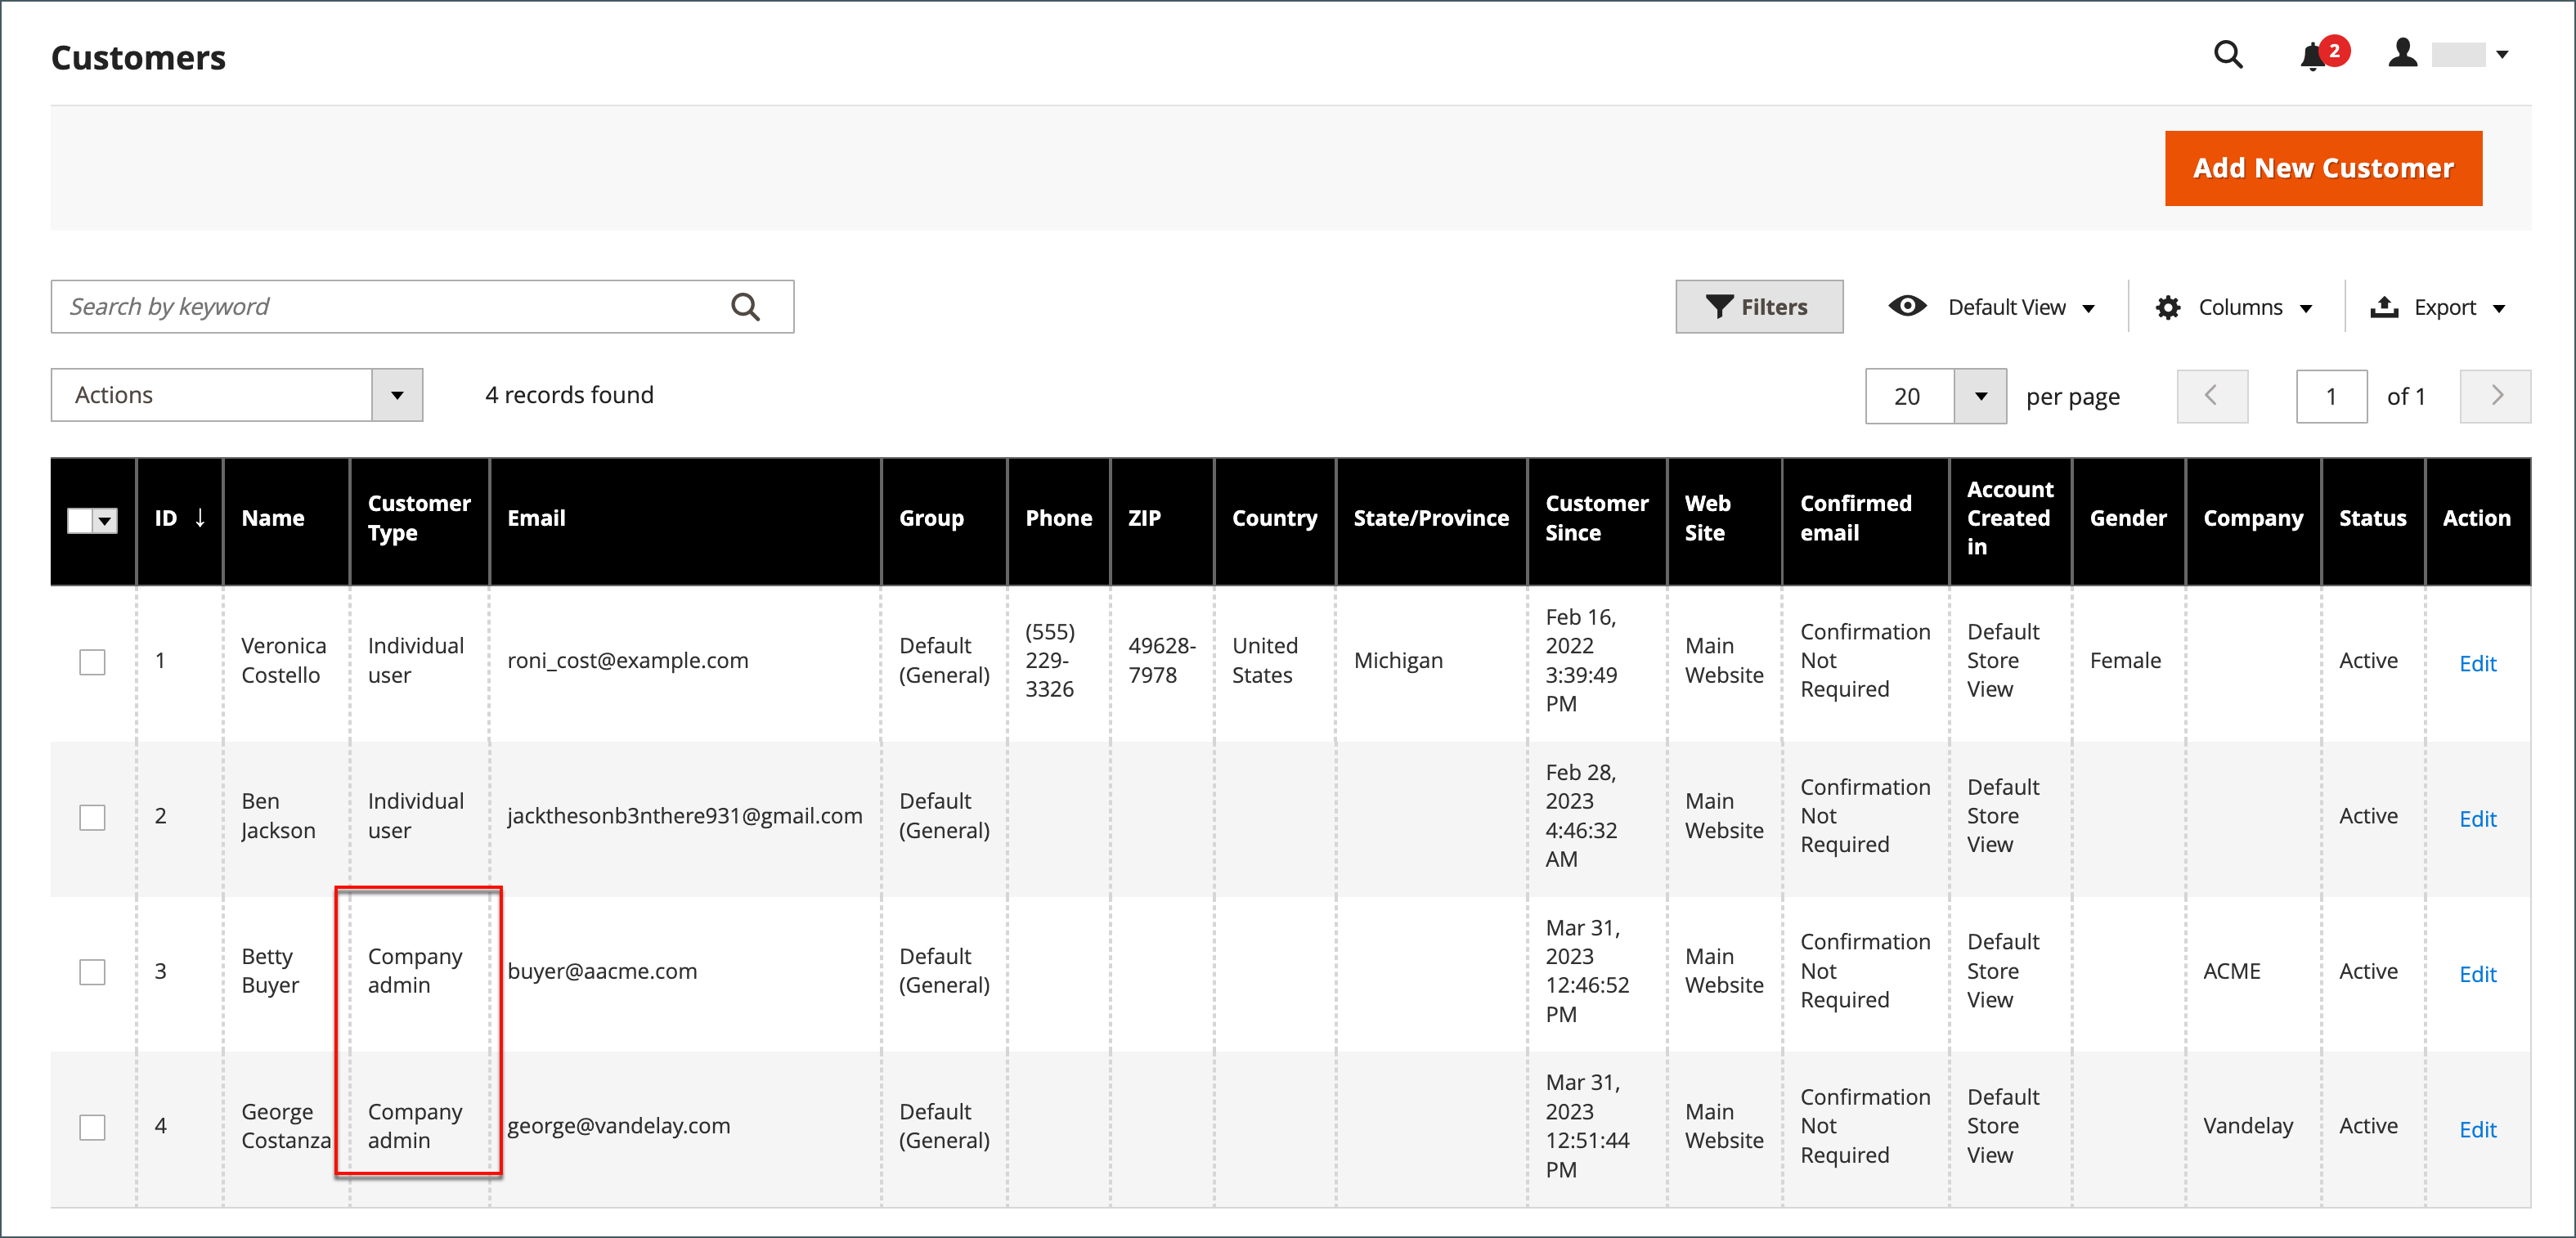 Customers
2
Add New Customer
Search by keyword
Filters
Default View
Columns
Export
Actions
4 records found
20
per page
1
of 1
ID ↓
Name
Customer
Type
Email
Group
Phone
ZIP
Country
State/Province
Customer
Since
Web
Site
Confirmed
email
Account
Created
in
Gender
Company
Status
Action
1
Veronica
Costello
Individual
user
roni_cost@example.com
Default
(General)
(555)
229-
3326
49628-
7978
United
States
Michigan
Feb 16,
2022
3:39:49
PM
Main
Website
Confirmation
Not
Required
Default
Store
View
Female
Active
Edit
2
Ben
Jackson
Individual
user
jackthesonb3nthere931@gmail.com
Default
(General)
Feb 28,
2023
4:46:32
AM
Main
Website
Confirmation
Not
Required
Default
Store
View
Active
Edit
3
Betty
Buyer
Company
admin
buyer@aacme.com
Default
(General)
Mar 31,
2023
12:46:52
PM
Main
Website
Confirmation
Not
Required
Default
Store
View
ACME
Active
Edit
4
George
Costanza
Company
admin
george@vandelay.com
Default
(General)
Mar 31,
2023
12:51:44
PM
Main
Website
Confirmation
Not
Required
Default
Store
View
Vandelay
Active
Edit